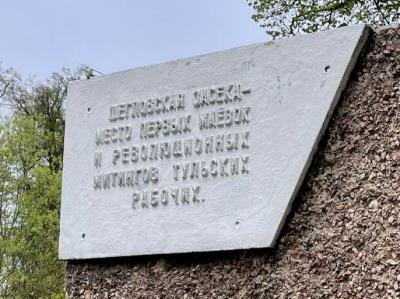 ЩЕГЛОВСКАЯ ЗАСЕКА—
МЕСТО ПЕРВЫХ МАЁВОК
И РЕВОЛЮЦИОННЫХ
МИТИНГОВ ТУЛЬСКИХ
РАБОЧИХ.